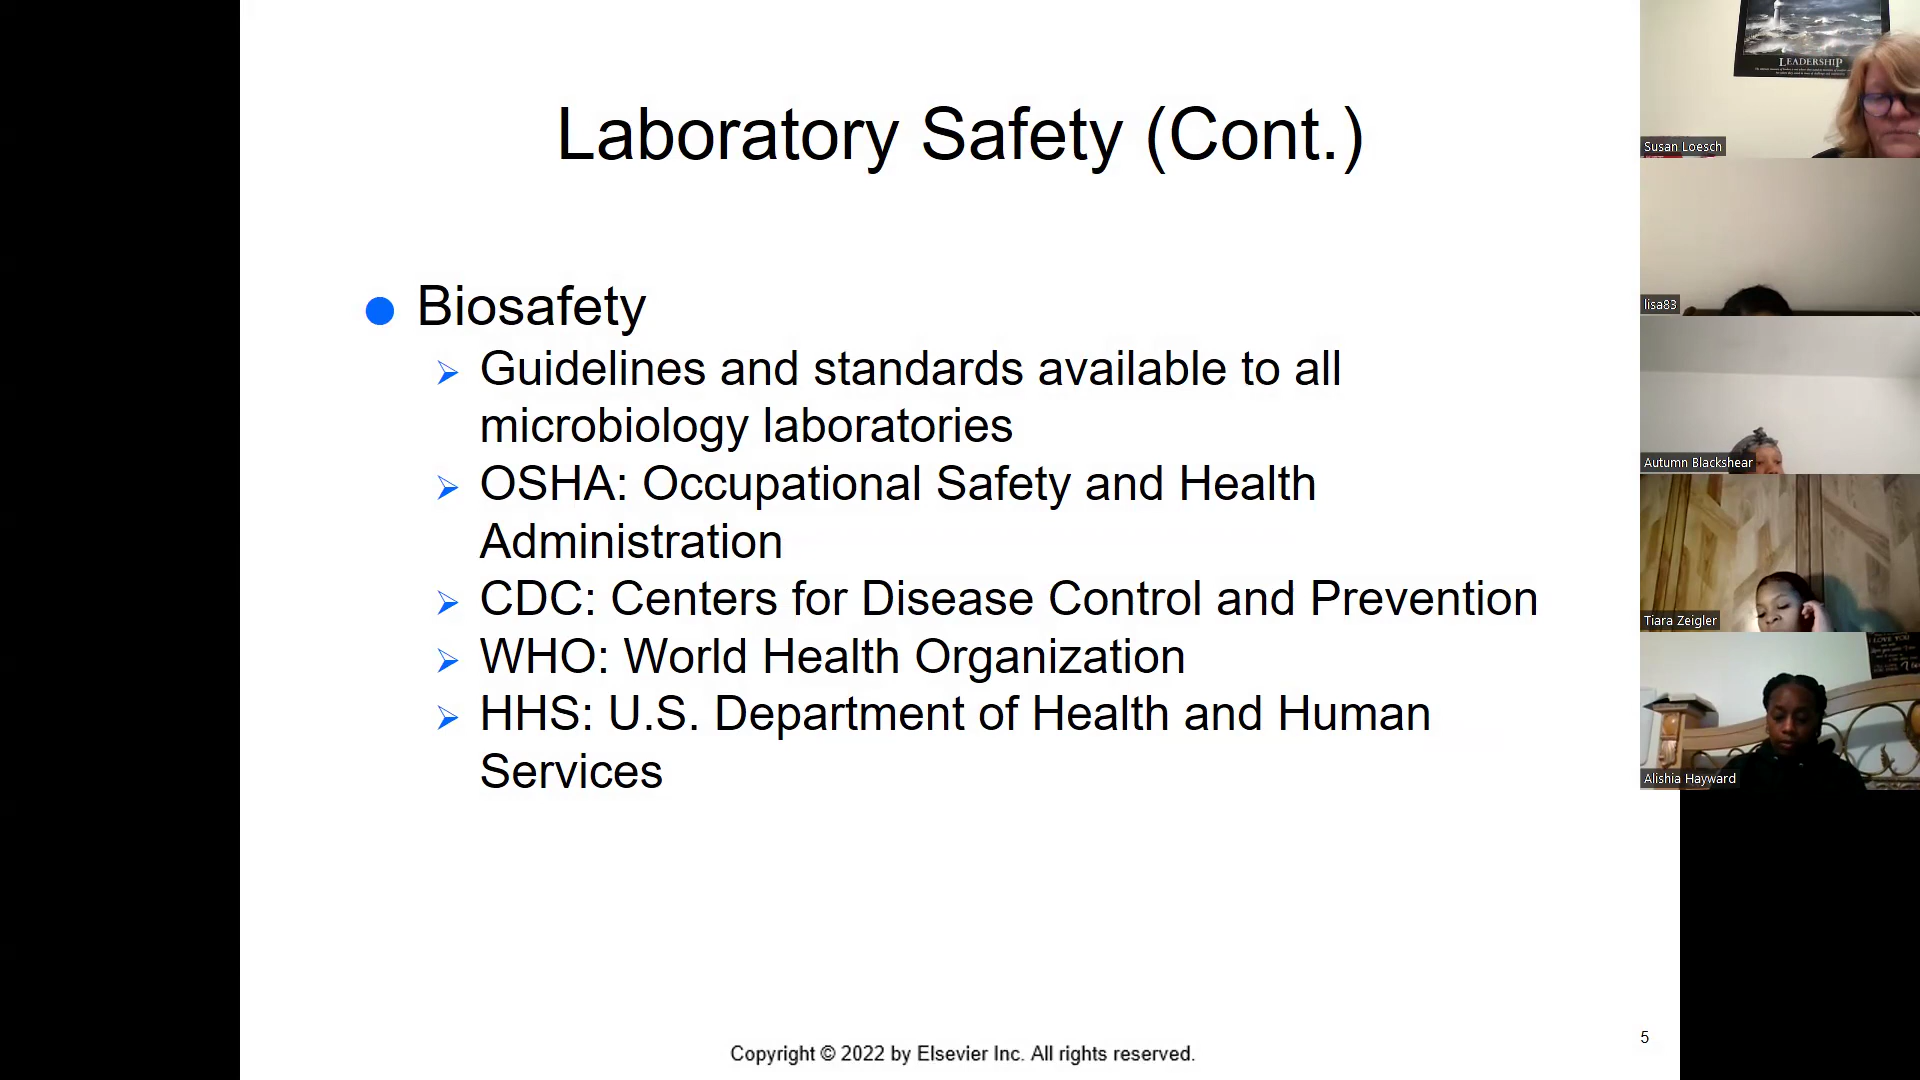 Laboratory Safety (Cont.)
Biosafety
Guidelines and standards available to all
microbiology laboratories
OSHA: Occupational Safety and Health
Administration
CDC: Centers for Disease Control and Prevention
WHO: World Health Organization
HHS: U.S. Department of Health and Human
Services
Copyright © 2022 by Elsevier Inc. All rights reserved.
5
LEADERSHIP
Susan Loesch
lisa83
Autumn Blackshear
Tiara Zeigler
I LOVE YOU
Alishia Hayward